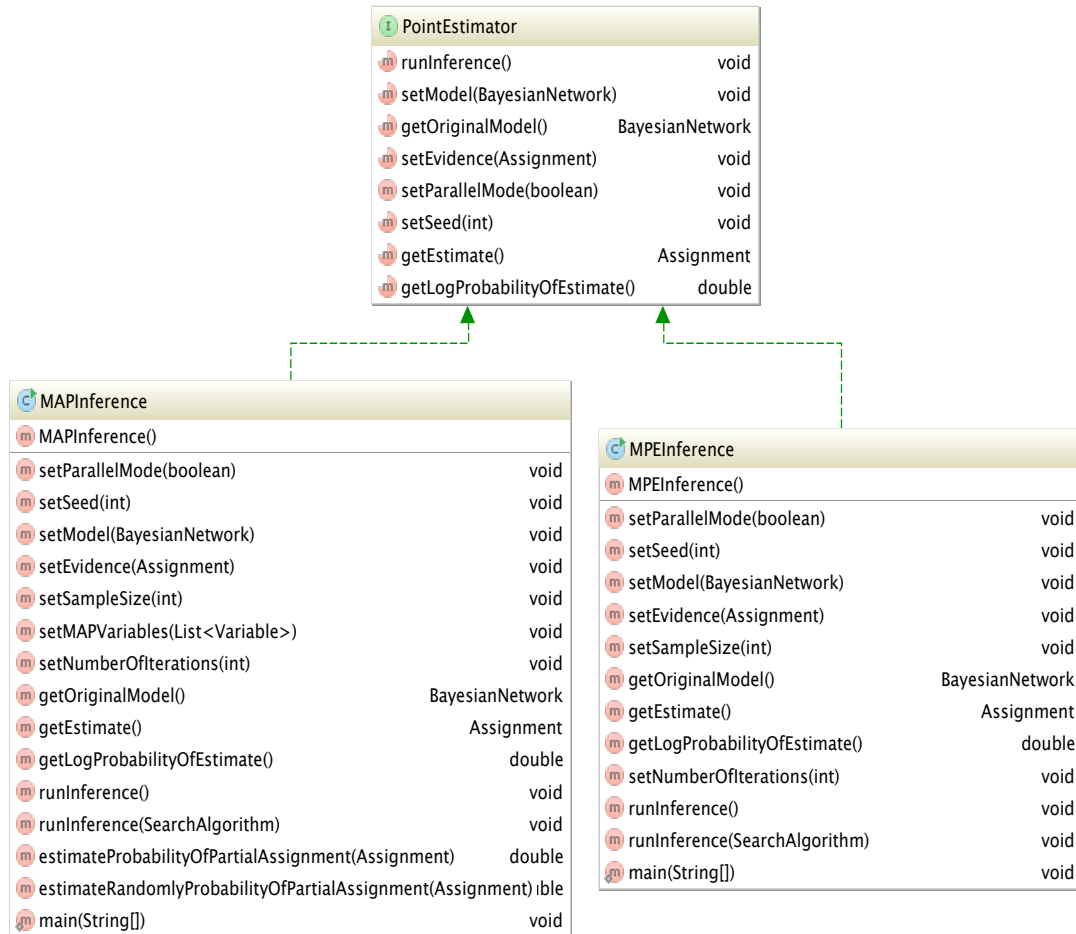 PointEstimator
runInference() void
setModel(BayesianNetwork) void
getOriginalModel() BayesianNetwork
setEvidence(Assignment) void
setParallelMode(boolean) void
setSeed(int) void
getEstimate() Assignment
getLogProbabilityOfEstimate() double
MAPInference
MAPInference()
setParallelMode(boolean) void
setSeed(int) void
setModel(BayesianNetwork) void
setEvidence(Assignment) void
setSampleSize(int) void
setMAPVariables(List<Variable>) void
setNumberOfIterations(int) void
getOriginalModel() BayesianNetwork
getEstimate() Assignment
getLogProbabilityOfEstimate() double
runInference() void
runInference(SearchAlgorithm) void
estimateProbabilityOfPartialAssignment(Assignment) double
estimateRandomlyProbabilityOfPartialAssignment(Assignment) ble
main(String[]) void
MPEInference
MPEInference()
setParallelMode(boolean) void
setSeed(int) void
setModel(BayesianNetwork) void
setEvidence(Assignment) void
setSampleSize(int) void
getOriginalModel() BayesianNetwork
getEstimate() Assignment
getLogProbabilityOfEstimate() double
setNumberOfIterations(int) void
runInference() void
runInference(SearchAlgorithm) void
main(String[]) void